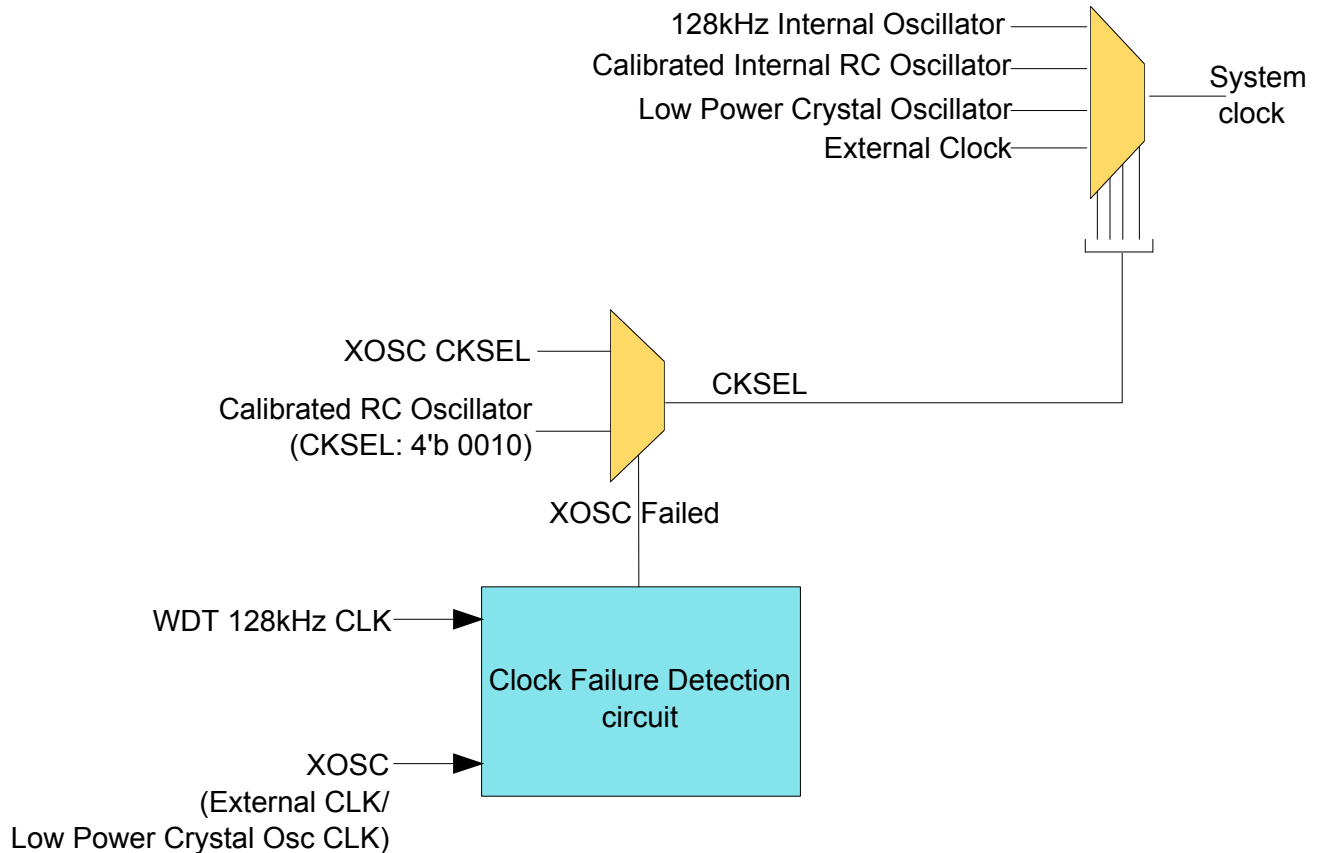 128kHz Internal Oscillator
Calibrated Internal RC Oscillator
Low Power Crystal Oscillator
External Clock
System
clock
XOSC CKSEL
CKSEL
Calibrated RC Oscillator
(CKSEL: 4'b 0010)
XOSC Failed
WDT 128kHz CLK
Clock Failure Detection
circuit
XOSC
(External CLK/
Low Power Crystal Osc CLK)